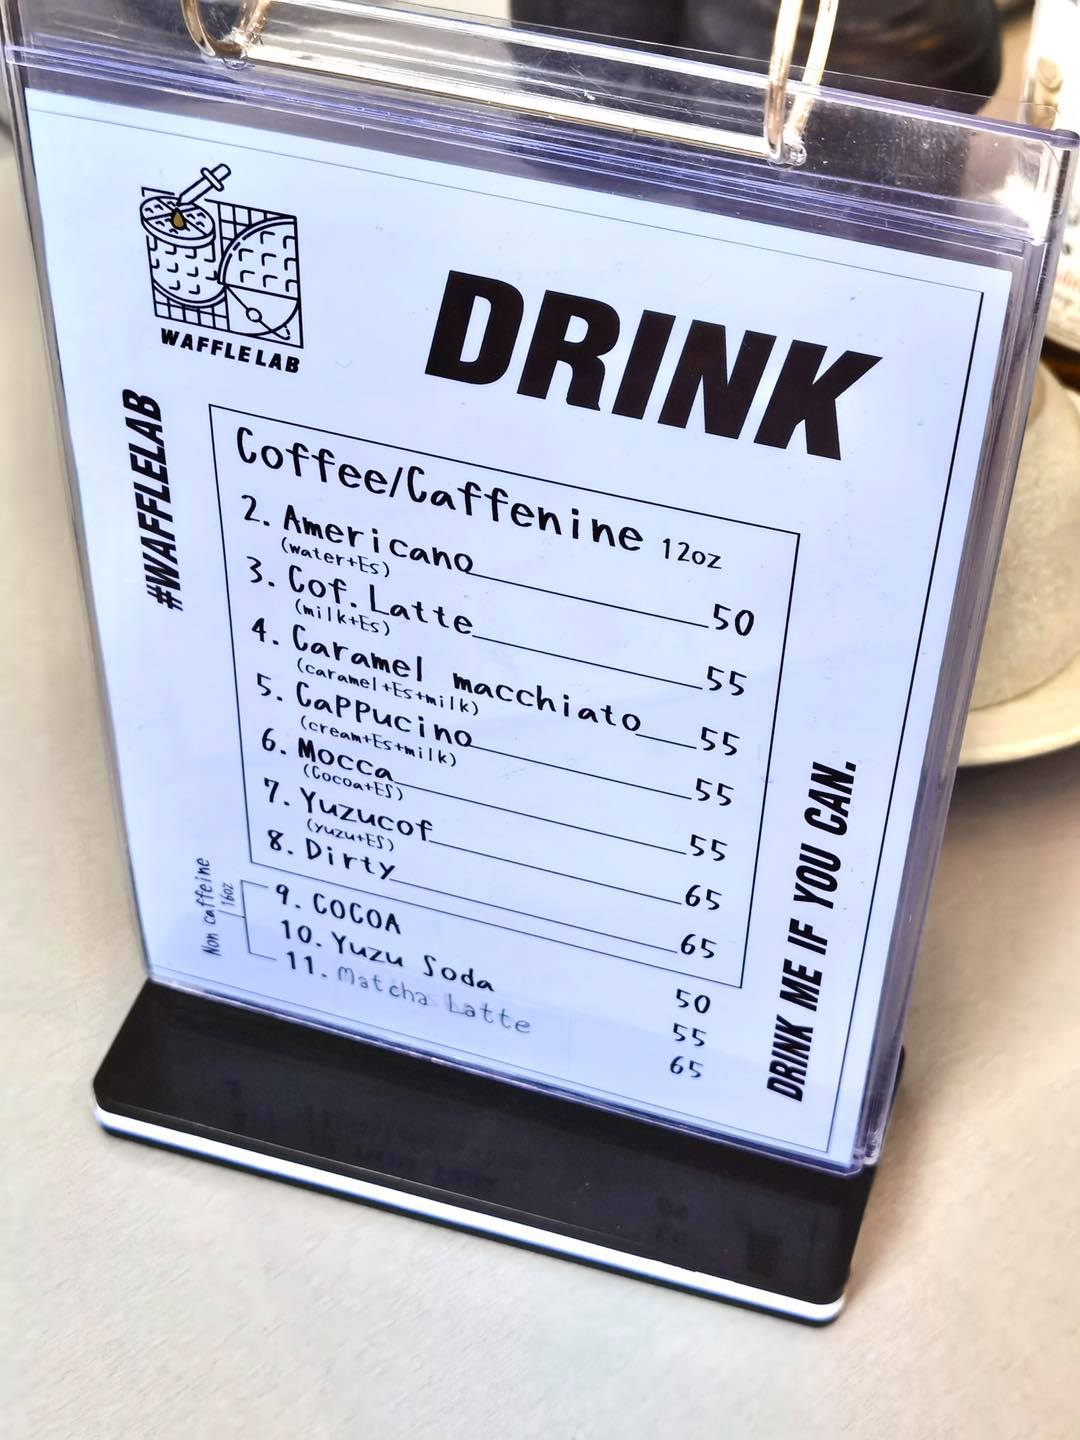 WAFFLELAB
DRINK
#WAFFLELAB
Coffee/Caffenine 12oz
2. Americano 50
(water+Es)
3. Cof. Latte 55
(milk+Es)
4. Caramel macchiato 55
(caramel+Es+milk)
5. Cappucino 55
(cream+Es+milk)
6. Mocca 55
(Cocoa+ES)
7. Yuzucof 65
(yuzu+ES)
8. Dirty 65
Non caffeine
16oz
9. COCOA 50
10. Yuzu Soda 55
11. Matcha Latte 65
DRINK ME IF YOU CAN.